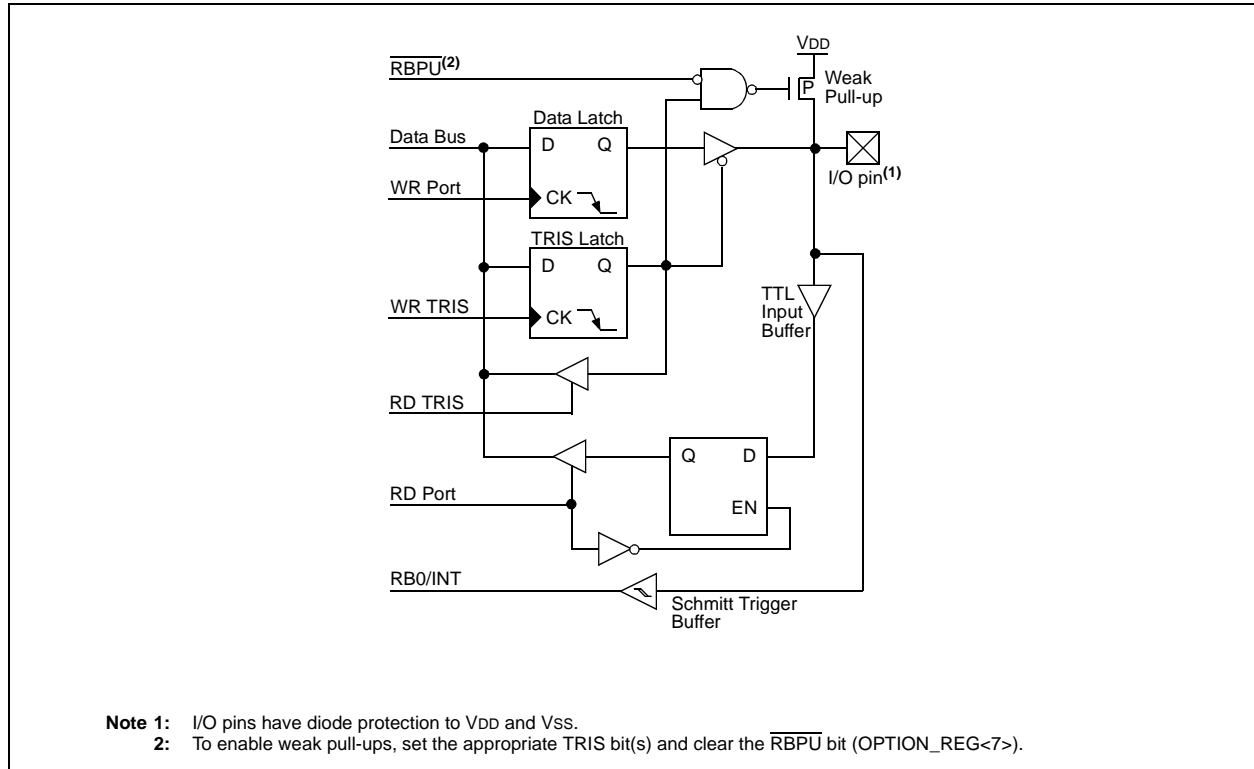 VDD
RBPU(2)
Weak
Pull-up
P
Data Latch
Data Bus
D Q
I/O pin(1)
WR Port
CK
TRIS Latch
D Q
TTL
Input
Buffer
WR TRIS
CK
RD TRIS
Q D
RD Port
EN
RB0/INT
Schmitt Trigger
Buffer
Note 1: I/O pins have diode protection to VDD and VSS.
2: To enable weak pull-ups, set the appropriate TRIS bit(s) and clear the RBPU bit (OPTION_REG<7>).